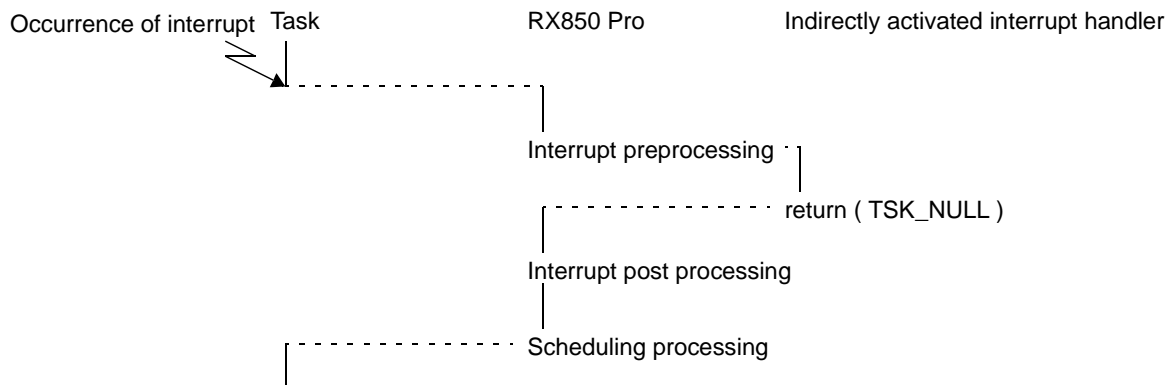 Occurrence of interrupt Task RX850 Pro Indirectly activated interrupt handler
Interrupt preprocessing
return ( TSK_NULL )
Interrupt post processing
Scheduling processing